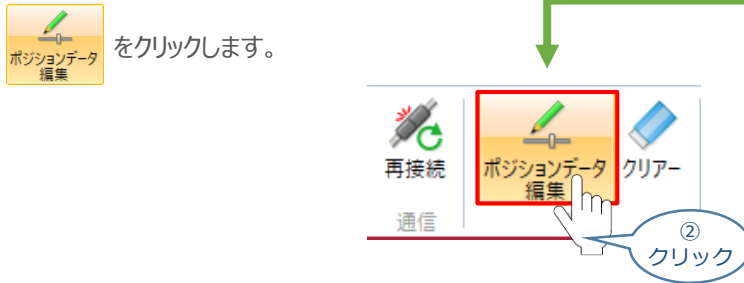 ポジションデータ
編集
をクリックします。
再接続
ポジションデータ
編集
クリアー
通信
②
クリック